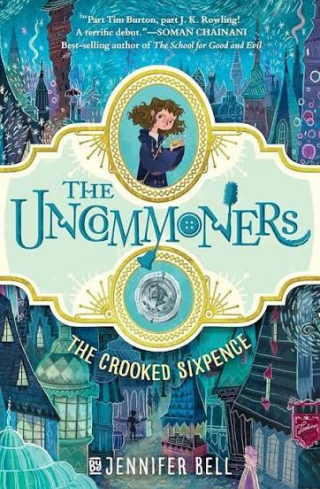 "Part Tim Burton, part J. K. Rowling!
A terrific debut."—SOMAN CHAINANI
Best-selling author of The School for Good and Evil
THE
UNCOMMONERS
THE CROOKED SIXPENCE
BY JENNIFER BELL